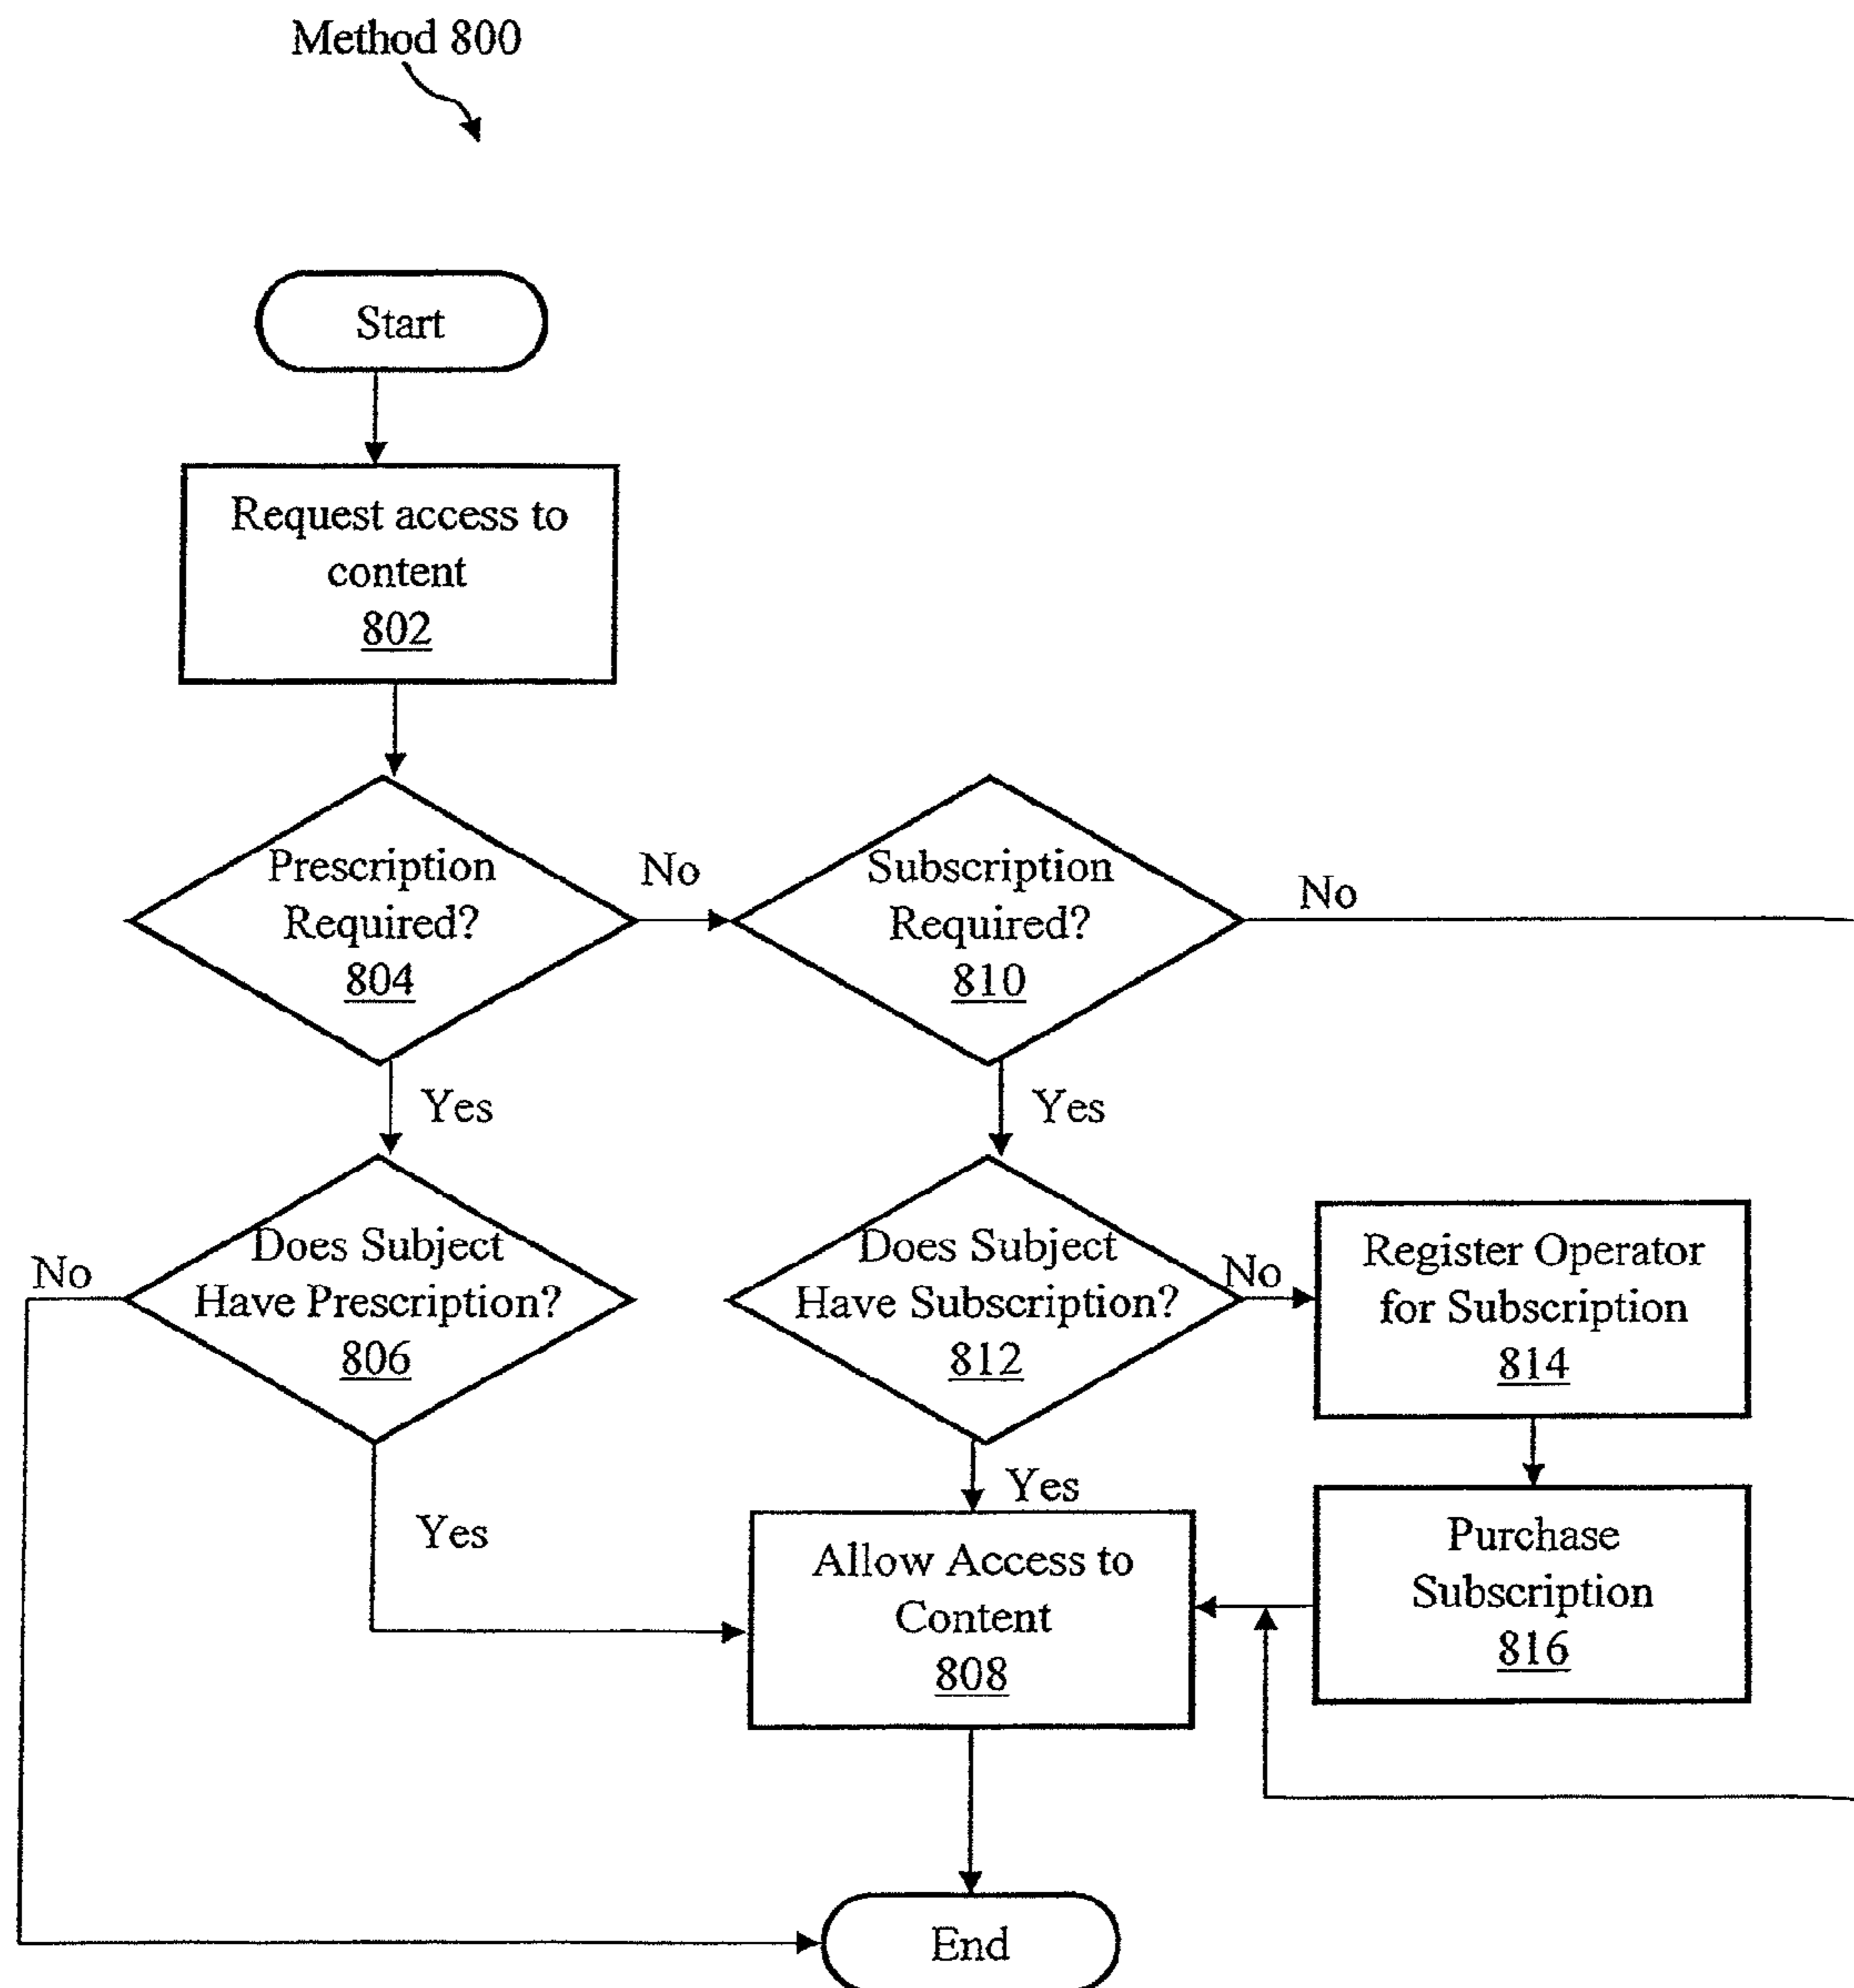 Method 800
Start
Request access to
content
802
Prescription
Required?
804
No
Subscription
Required?
810
No
Yes
Yes
Does Subject
Have Prescription?
806
No
Does Subject
Have Subscription?
812
No
Register Operator
for Subscription
814
Yes
Yes
Allow Access to
Content
808
Purchase
Subscription
816
End